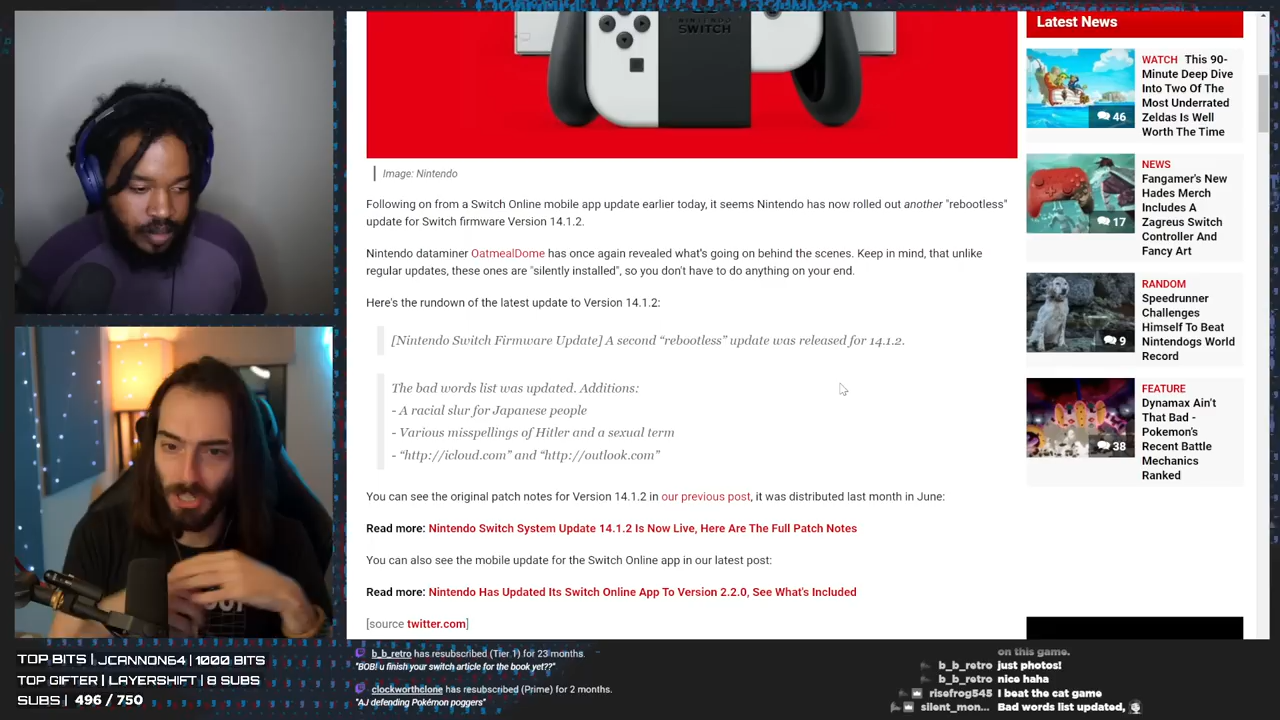 NINTENDO
SWITCH
Image: Nintendo
Following on from a Switch Online mobile app update earlier today, it seems Nintendo has now rolled out another "rebootless"
update for Switch firmware Version 14.1.2.
Nintendo dataminer OatmealDome has once again revealed what's going on behind the scenes. Keep in mind, that unlike
regular updates, these ones are "silently installed", so you don't have to do anything on your end.
Here's the rundown of the latest update to Version 14.1.2:
[Nintendo Switch Firmware Update] A second “rebootless” update was released for 14.1.2.
The bad words list was updated. Additions:
- A racial slur for Japanese people
- Various misspellings of Hitler and a sexual term
- “http://icloud.com” and “http://outlook.com”
You can see the original patch notes for Version 14.1.2 in our previous post, it was distributed last month in June:
Read more: Nintendo Switch System Update 14.1.2 Is Now Live, Here Are The Full Patch Notes
You can also see the mobile update for the Switch Online app in our latest post:
Read more: Nintendo Has Updated Its Switch Online App To Version 2.2.0, See What's Included
[source twitter.com]
Latest News
WATCH This 90-
Minute Deep Dive
Into Two Of The
Most Underrated
Zeldas Is Well
Worth The Time
46
NEWS
Fangamer's New
Hades Merch
Includes A
Zagreus Switch
Controller And
Fancy Art
17
RANDOM
Speedrunner
Challenges
Himself To Beat
Nintendogs World
Record
9
FEATURE
Dynamax Ain't
That Bad -
Pokemon's
Recent Battle
Mechanics
Ranked
38
TOP BITS | JCANNON64 | 1000 BITS
TOP GIFTER | LAYERSHIFT | 8 SUBS
SUBS | 496 / 750
b_b_retro has resubscribed (Tier 1) for 23 months.
"BOB! u finish your switch article for the book yet??"
clockworthclone has resubscribed (Prime) for 2 months.
"AJ defending Pokémon poggers"
on this game.
b_b_retro just photos!
b_b_retro nice haha
risefrog545 I beat the cat game
silent_mon... Bad words list updated,